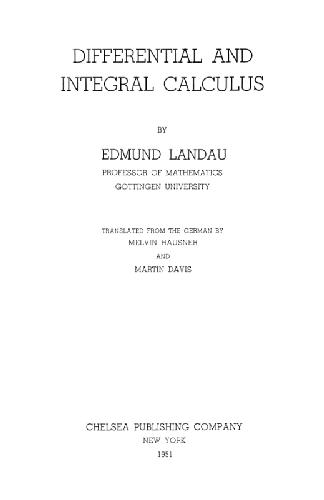 DIFFERENTIAL AND
INTEGRAL CALCULUS
BY
EDMUND LANDAU
PROFESSOR OF MATHEMATICS
GOTTINGEN UNIVERSITY
TRANSLATED FROM THE GERMAN BY
MELVIN HAUSNER
AND
MARTIN DAVIS
CHELSEA PUBLISHING COMPANY
NEW YORK
1951